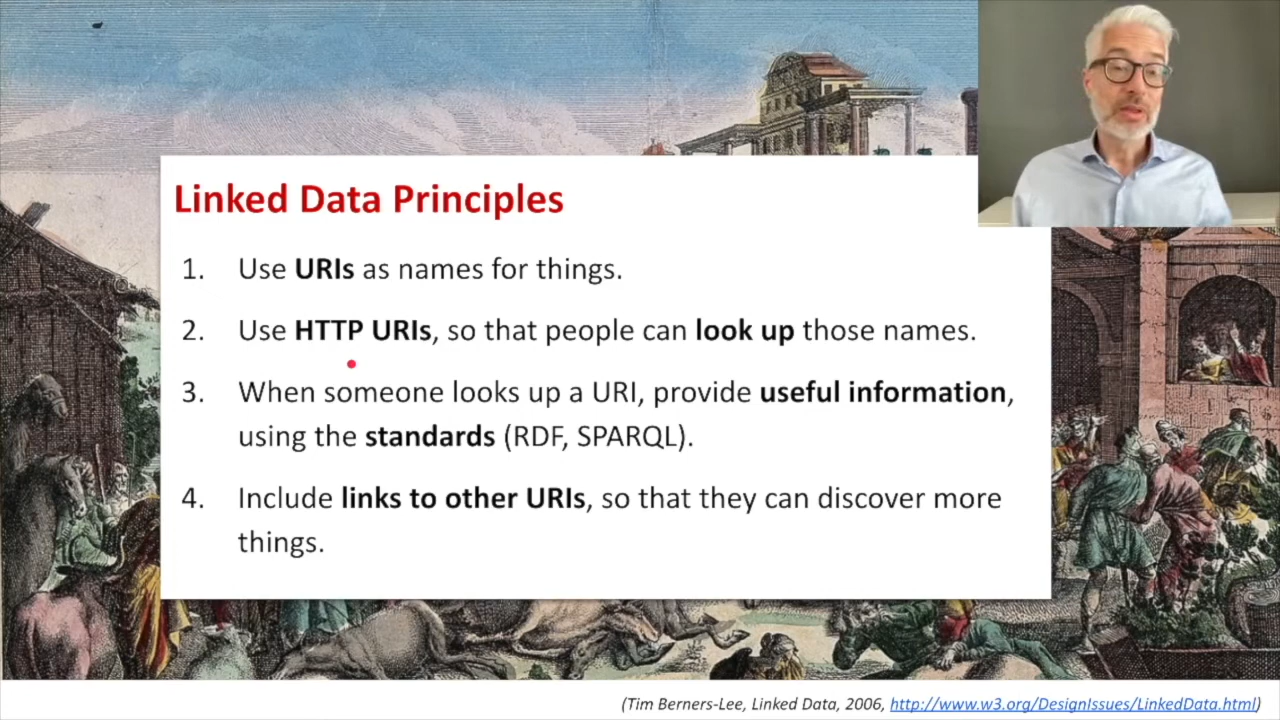 Linked Data Principles
1. Use URIs as names for things.
2. Use HTTP URIs, so that people can look up those names.
3. When someone looks up a URI, provide useful information,
using the standards (RDF, SPARQL).
4. Include links to other URIs, so that they can discover more
things.
(Tim Berners-Lee, Linked Data, 2006, http://www.w3.org/DesignIssues/LinkedData.html)